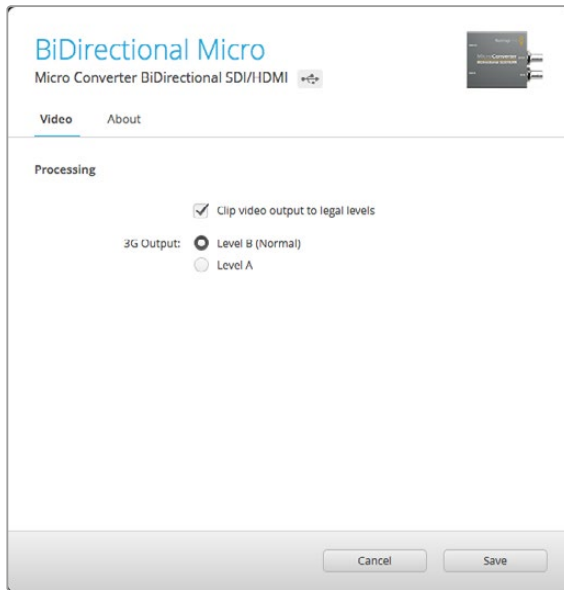 BiDirectional Micro
Micro Converter BiDirectional SDI/HDMI
Video About
Processing
Clip video output to legal levels
3G Output: Level B (Normal)
Level A
Cancel Save